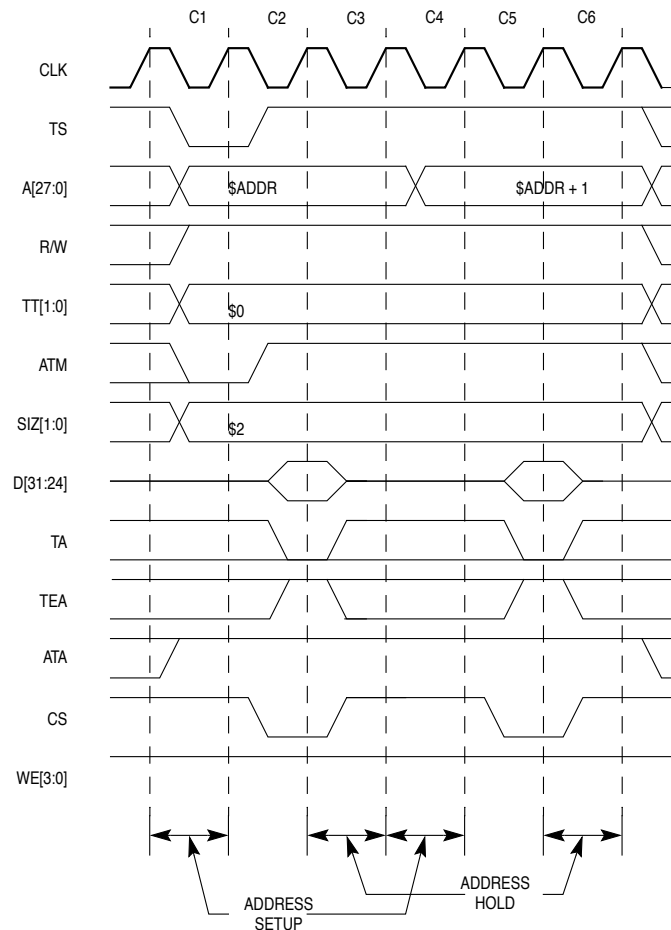 C1 C2 C3 C4 C5 C6
CLK
TS
A[27:0] $ADDR $ADDR + 1
R/W
TT[1:0] $0
ATM
SIZ[1:0] $2
D[31:24]
TA
TEA
ATA
CS
WE[3:0]
ADDRESS
SETUP
ADDRESS
HOLD